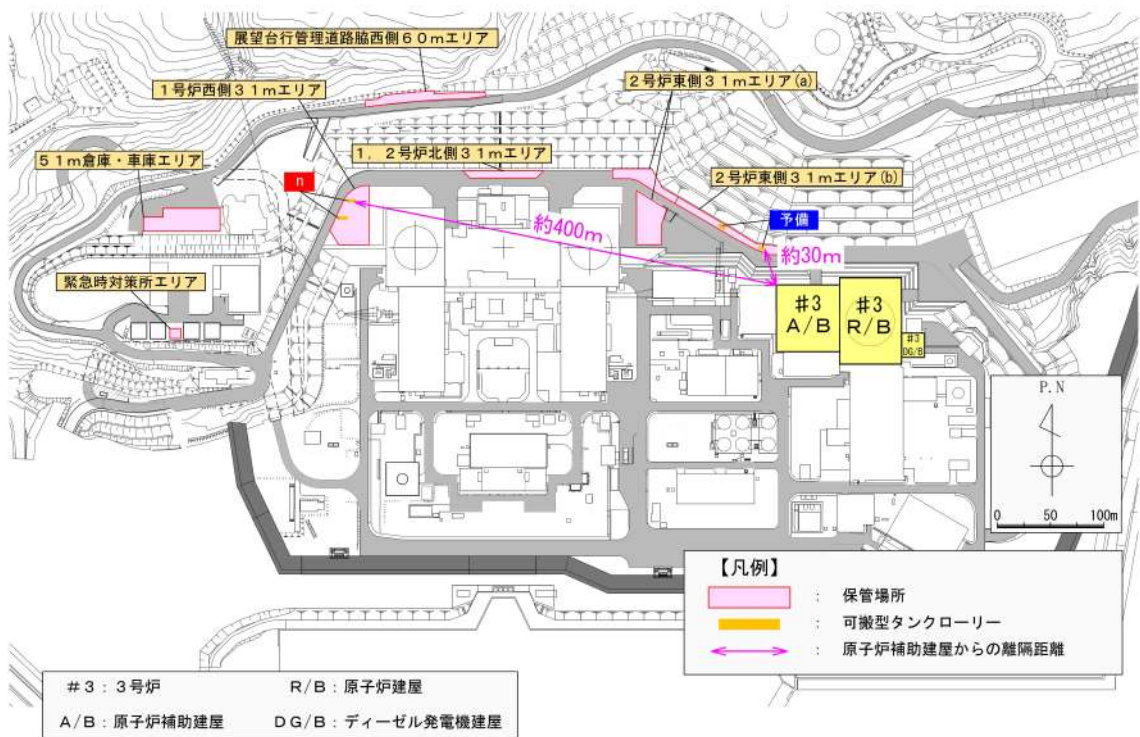 展望台行管理道路脇西側60mエリア
1号炉西側31mエリア
2号炉東側31mエリア(a)
51m倉庫・車庫エリア
1，2号炉北側31mエリア
2号炉東側31mエリア(b)
n
予備
約400m
約30m
緊急時対策所エリア
#3
A/B
#3
R/B
#3
DG/B
P.N
0 50 100m
【凡例】
： 保管場所
： 可搬型タンクローリー
： 原子炉補助建屋からの離隔距離
#3：3号炉 R/B：原子炉建屋
A/B：原子炉補助建屋 DG/B：ディーゼル発電機建屋